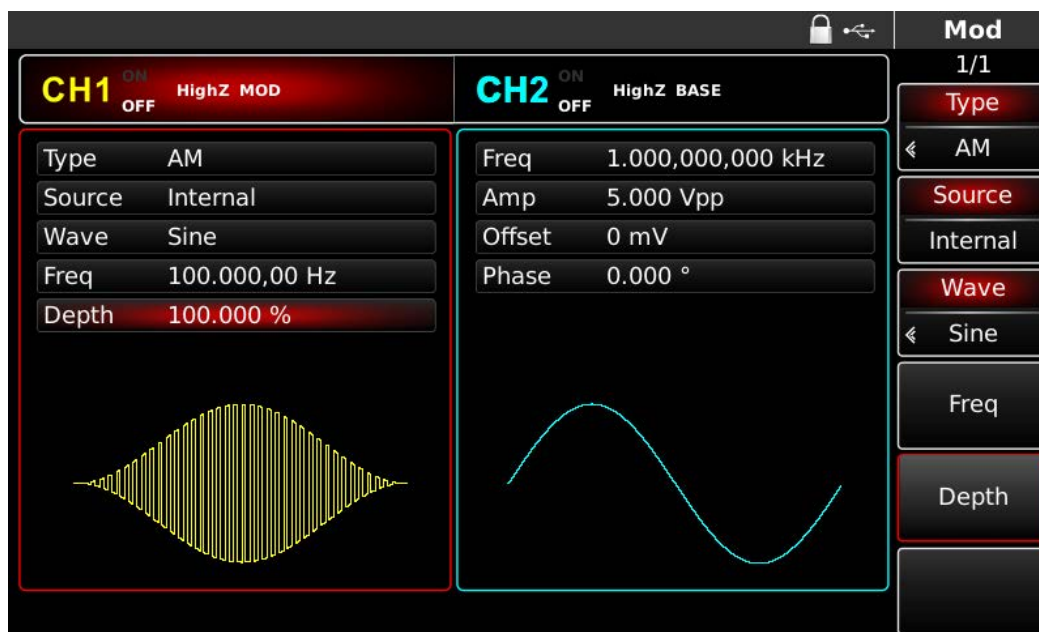 Mod
1/1
CH1 ON OFF HighZ MOD
CH2 ON OFF HighZ BASE
Type AM
Source Internal
Wave Sine
Freq 100.000,00 Hz
Depth 100.000 %
Freq 1.000,000,000 kHz
Amp 5.000 Vpp
Offset 0 mV
Phase 0.000 °
Type
AM
Source
Internal
Wave
Sine
Freq
Depth